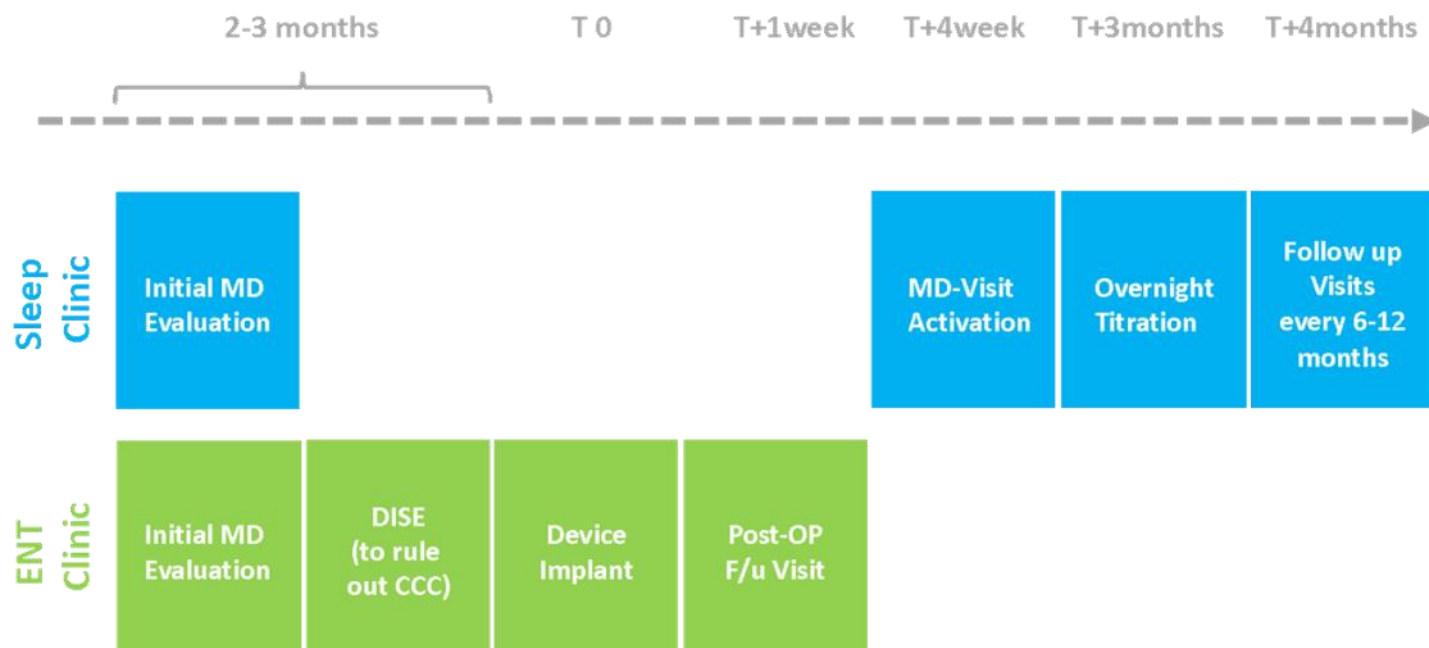 2-3 months
T 0
T+1week
T+4week
T+3months
T+4months
Sleep
Clinic
Initial MD
Evaluation
MD-Visit
Activation
Overnight
Titration
Follow up
Visits
every 6-12
months
ENT
Clinic
Initial MD
Evaluation
DISE
(to rule
out CCC)
Device
Implant
Post-OP
F/u Visit